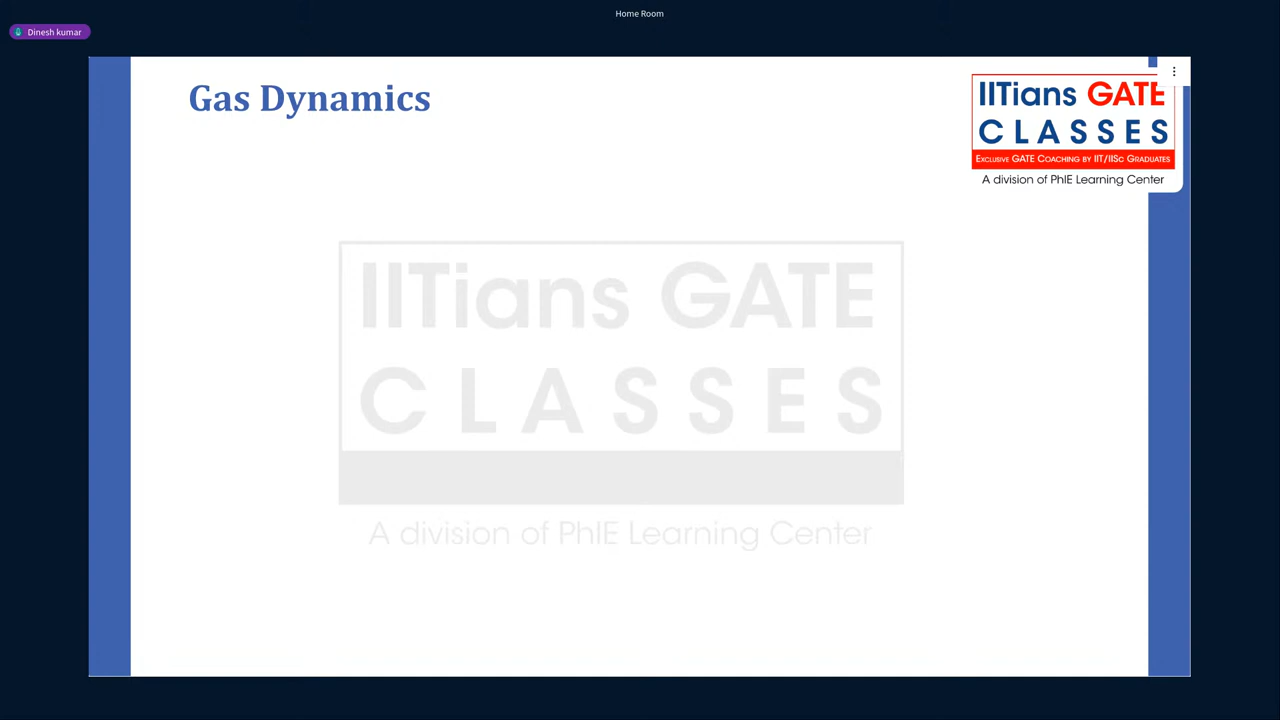 Home Room
Dinesh kumar
Gas Dynamics
IITians GATE
CLASSES
EXCLUSIVE GATE COACHING BY IIT/IISC GRADUATES
A division of PhIE Learning Center
IITians GATE
CLASSES
A division of PhIE Learning Center